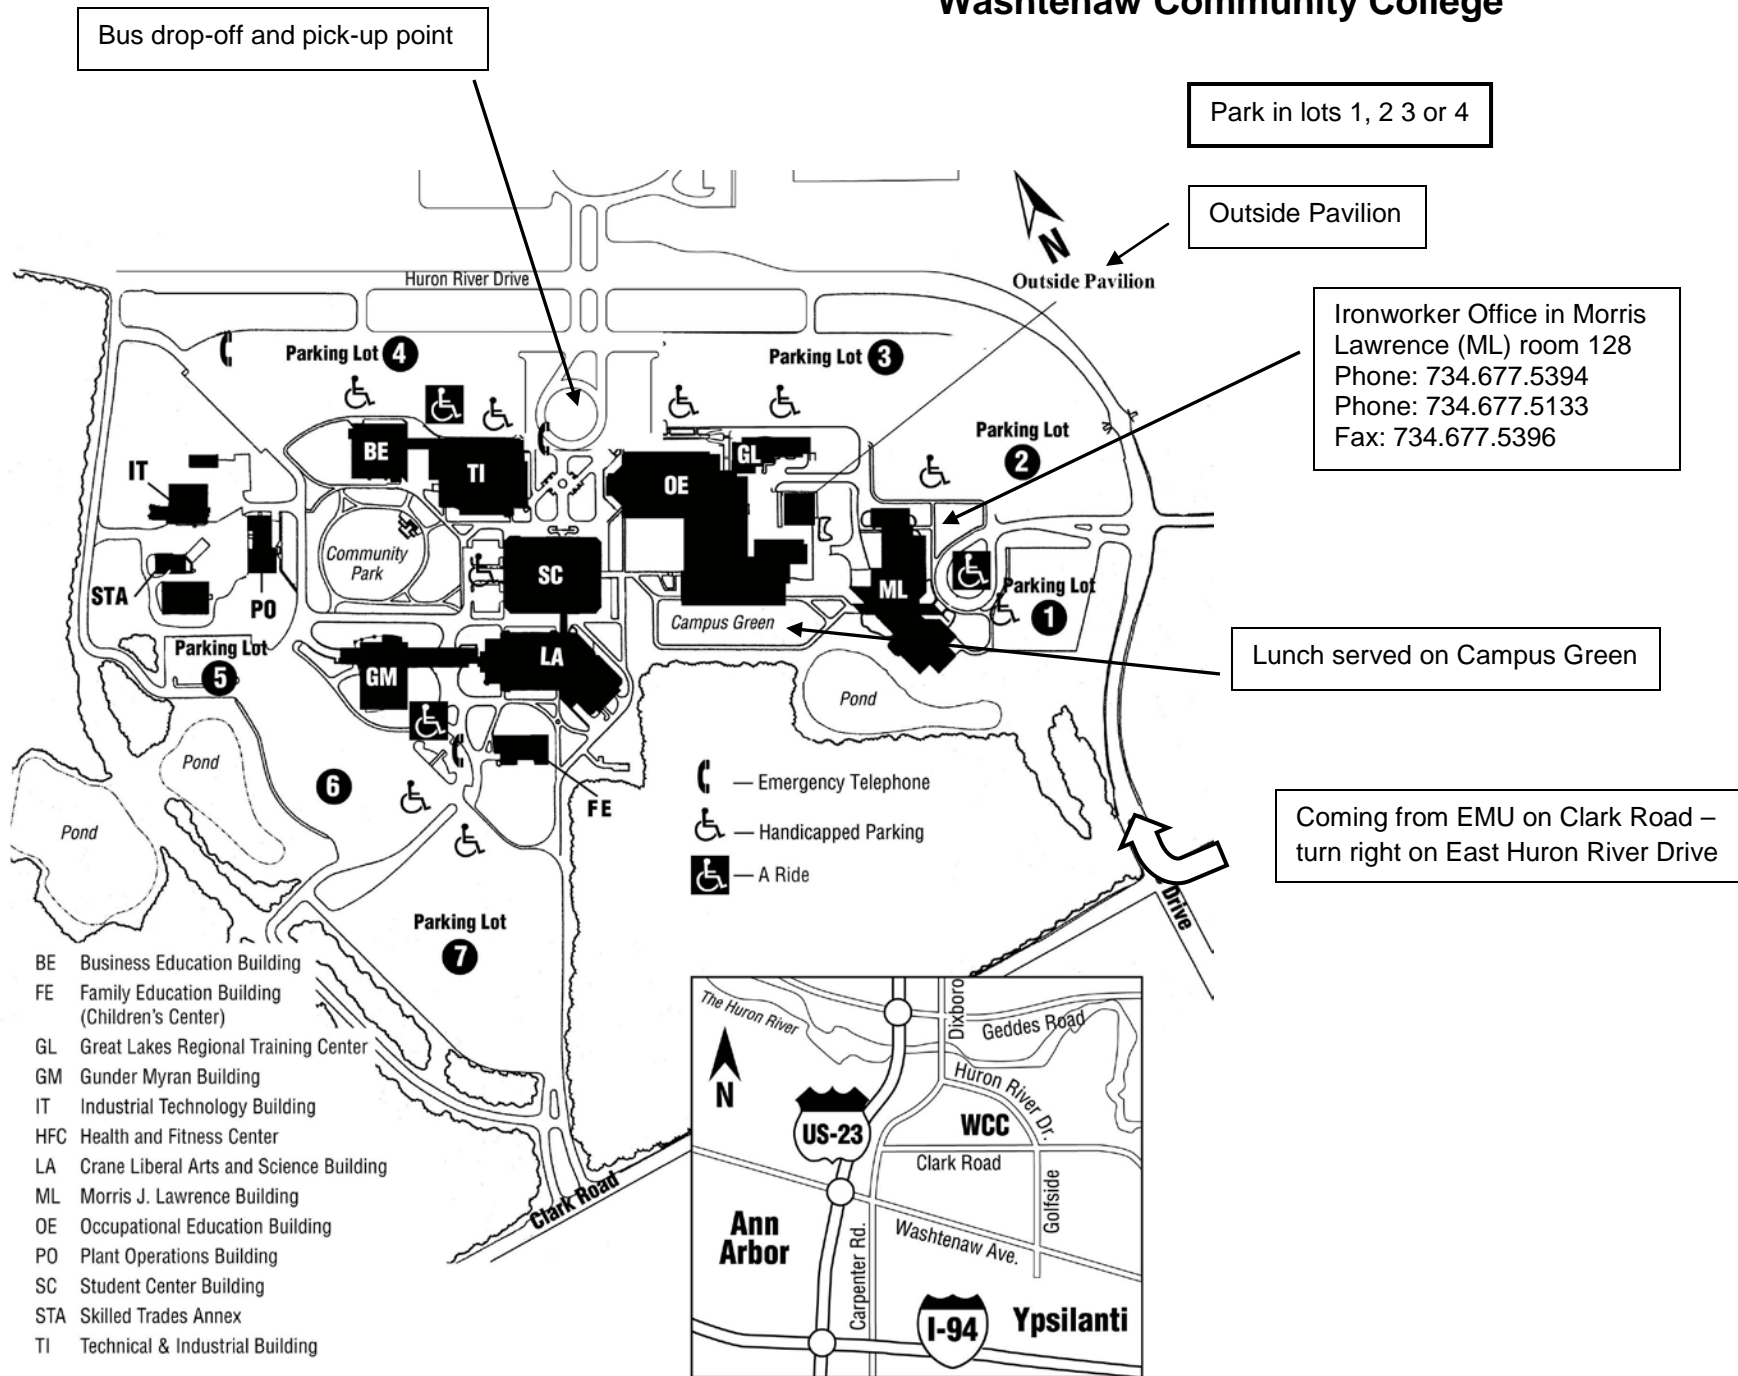 Washtenaw Community College
Bus drop-off and pick-up point
Park in lots 1, 2 3 or 4
Outside Pavilion
N
Outside Pavilion
Huron River Drive
Ironworker Office in Morris
Lawrence (ML) room 128
Phone: 734.677.5394
Phone: 734.677.5133
Fax: 734.677.5396
Parking Lot 4
Parking Lot 3
Parking Lot
2
BE
TI
OE
GL
IT
Community
Park
SC
ML
STA
PO
Parking Lot
1
Campus Green
Lunch served on Campus Green
Parking Lot
5
GM
LA
Pond
Pond
6
Pond
FE
— Emergency Telephone
— Handicapped Parking
— A Ride
Coming from EMU on Clark Road –
turn right on East Huron River Drive
Drive
Parking Lot
7
BE Business Education Building
FE Family Education Building
(Children's Center)
GL Great Lakes Regional Training Center
GM Gunder Myran Building
IT Industrial Technology Building
HFC Health and Fitness Center
LA Crane Liberal Arts and Science Building
ML Morris J. Lawrence Building
OE Occupational Education Building
PO Plant Operations Building
SC Student Center Building
STA Skilled Trades Annex
TI Technical & Industrial Building
Clark Road
The Huron River
Dixboro
Geddes Road
N
Huron River Dr.
US-23
WCC
Clark Road
Golfside
Ann
Arbor
Carpenter Rd.
Washtenaw Ave.
I-94
Ypsilanti